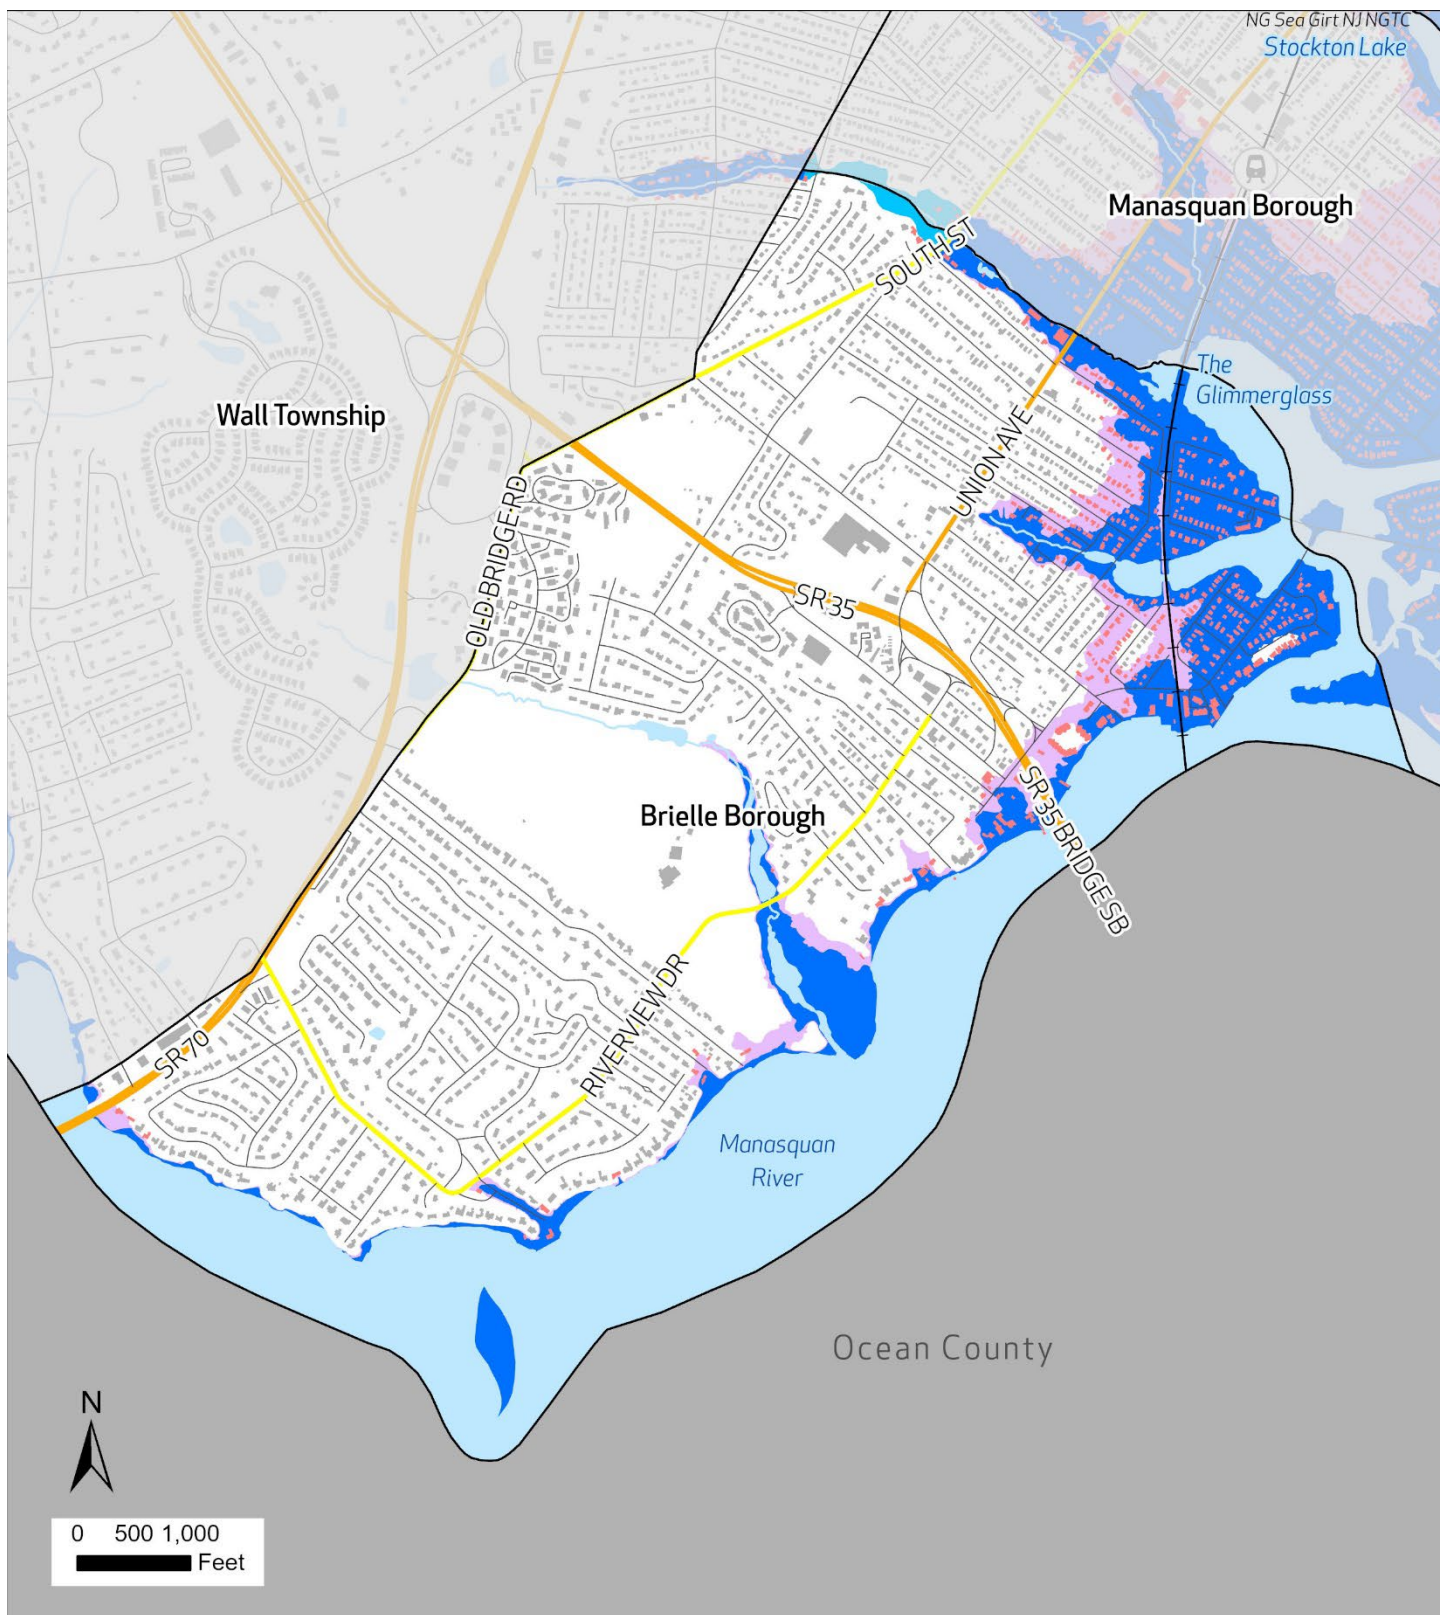 NG Sea Girt NJ NGTC
Stockton Lake
Manasquan Borough
SOUTH ST
The
Glimmerglass
Wall Township
UNION AVE
OLD BRIDGE RD
SR 35
Brielle Borough
SR 35 BRIDGE SB
RIVERVIEW DR
SR 70
Manasquan
River
Ocean County
N
0 500 1,000
Feet